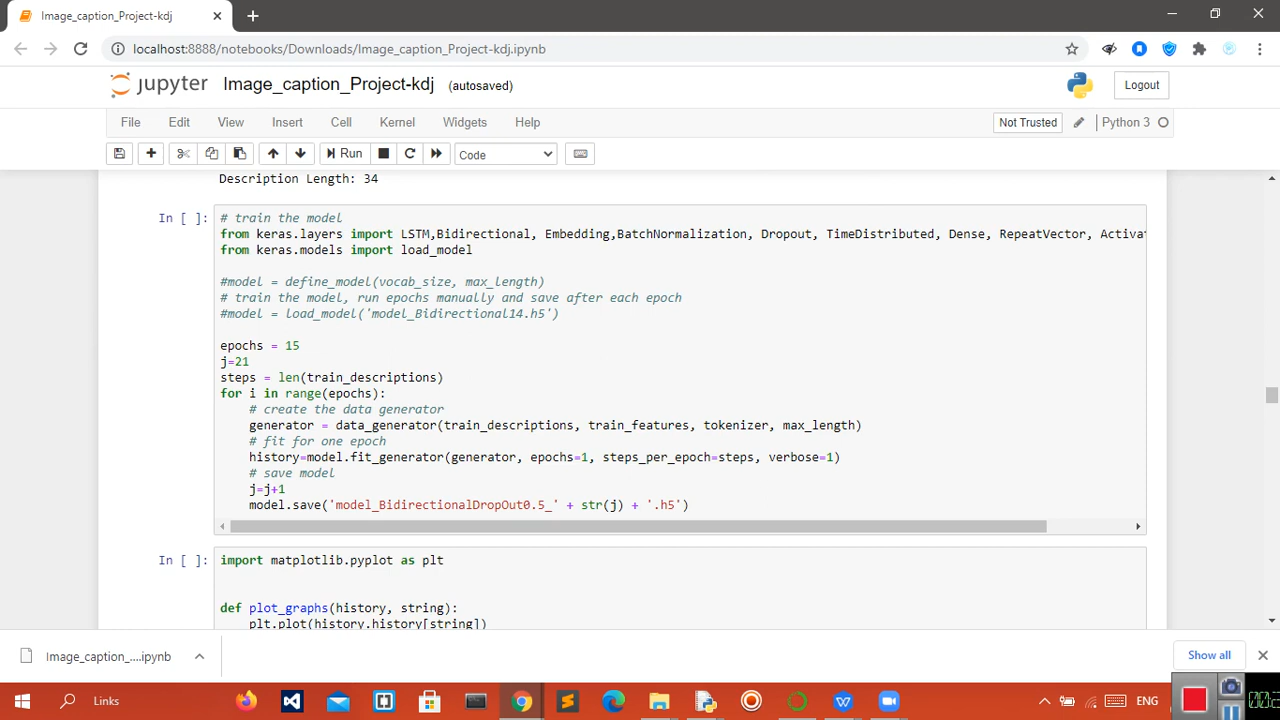 Image_caption_Project-kdj
localhost:8888/notebooks/Downloads/Image_caption_Project-kdj.ipynb
jupyter Image_caption_Project-kdj (autosaved)
Logout
File Edit View Insert Cell Kernel Widgets Help
Not Trusted
Python 3
Run
Code
Description Length: 34
In [ ]:
# train the model
from keras.layers import LSTM,Bidirectional, Embedding,BatchNormalization, Dropout, TimeDistributed, Dense, RepeatVector, Activat
from keras.models import load_model
#model = define_model(vocab_size, max_length)
# train the model, run epochs manually and save after each epoch
#model = load_model('model_Bidirectional14.h5')
epochs = 15
j=21
steps = len(train_descriptions)
for i in range(epochs):
# create the data generator
generator = data_generator(train_descriptions, train_features, tokenizer, max_length)
# fit for one epoch
history=model.fit_generator(generator, epochs=1, steps_per_epoch=steps, verbose=1)
# save model
j=j+1
model.save('model_BidirectionalDropOut0.5_' + str(j) + '.h5')
In [ ]:
import matplotlib.pyplot as plt
def plot_graphs(history, string):
plt.plot(history.history[string])
Image_caption_....ipynb
Show all
Links
ENG